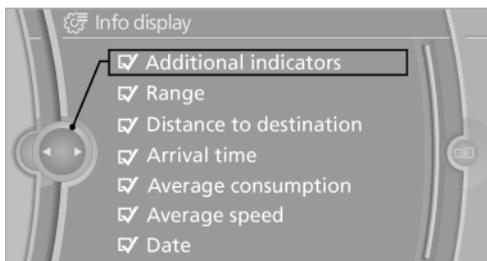 Info display
Additional indicators
Range
Distance to destination
Arrival time
Average consumption
Average speed
Date